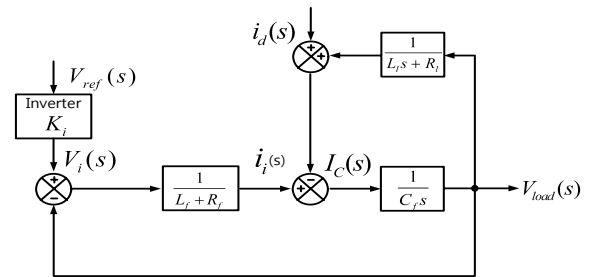 i_d(s)
+
+
1
L_l s + R_l
V_ref(s)
Inverter
K_i
V_i(s)
+
−
1
L_f + R_f
i_i(s)
−
+
I_C(s)
1
C_f s
V_load(s)